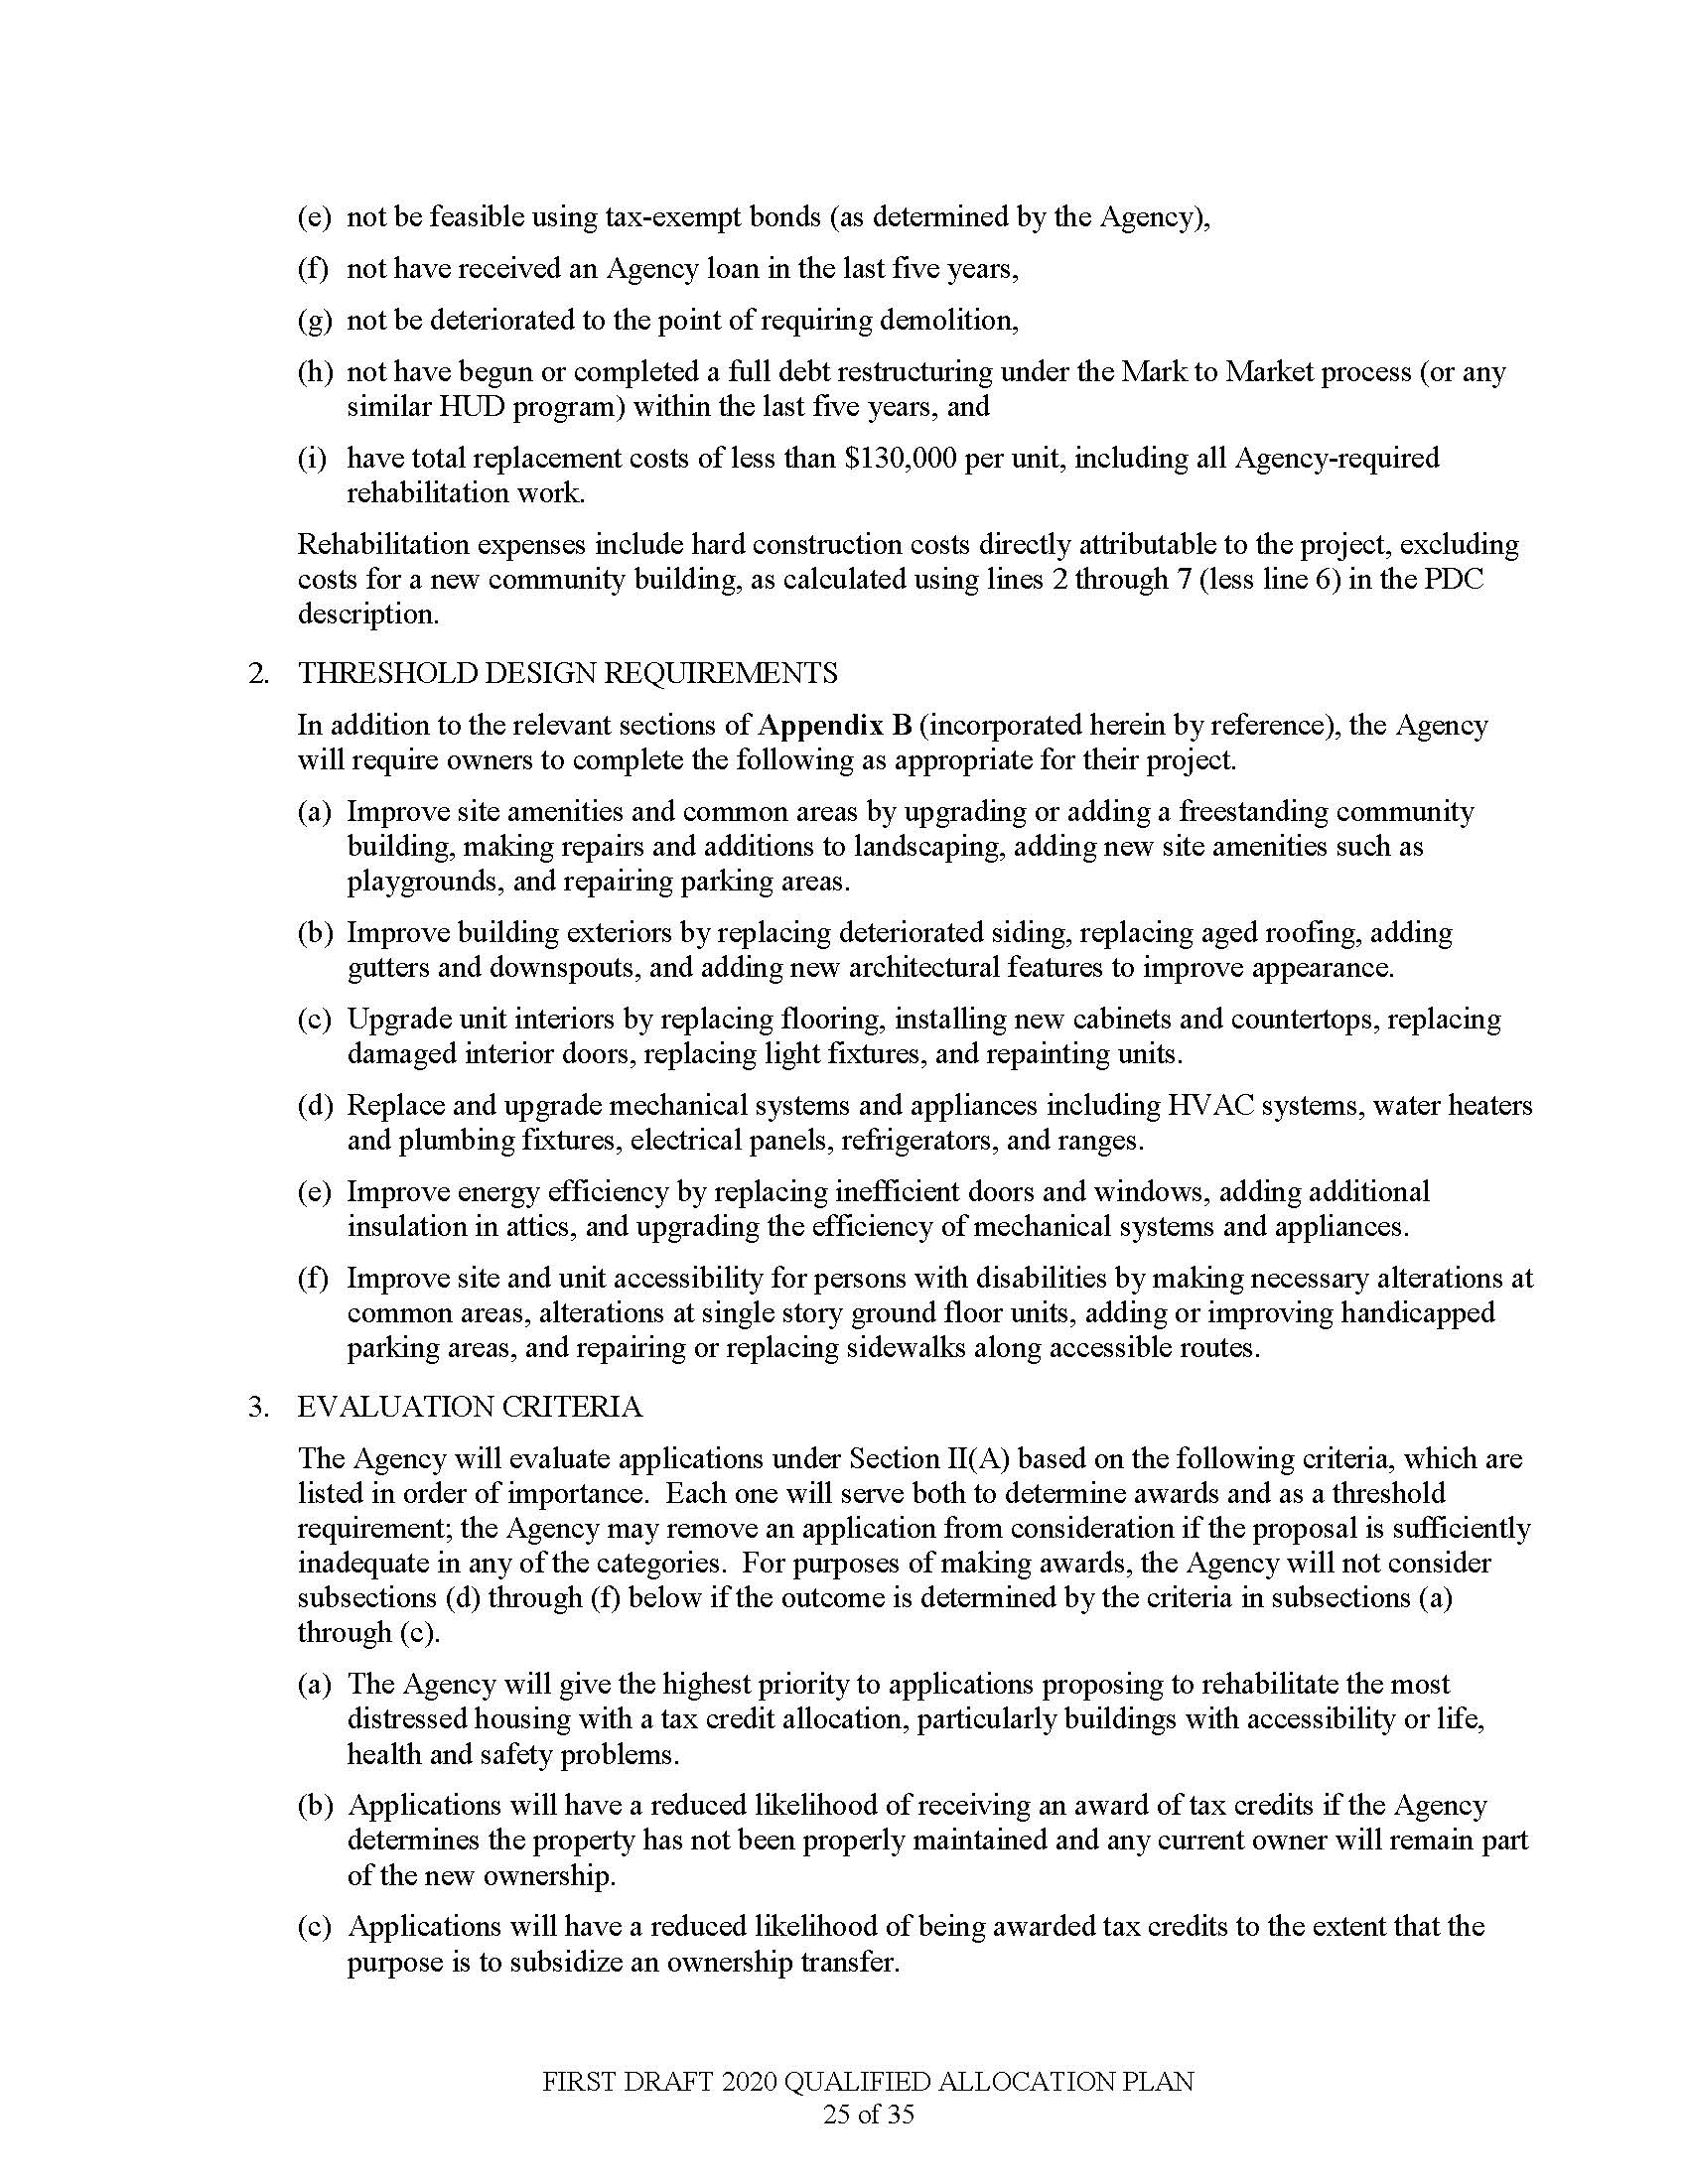 (e) not be feasible using tax-exempt bonds (as determined by the Agency),
(f) not have received an Agency loan in the last five years,
(g) not be deteriorated to the point of requiring demolition,
(h) not have begun or completed a full debt restructuring under the Mark to Market process (or any
similar HUD program) within the last five years, and
(i) have total replacement costs of less than $130,000 per unit, including all Agency-required
rehabilitation work.
Rehabilitation expenses include hard construction costs directly attributable to the project, excluding
costs for a new community building, as calculated using lines 2 through 7 (less line 6) in the PDC
description.
2. THRESHOLD DESIGN REQUIREMENTS
In addition to the relevant sections of Appendix B (incorporated herein by reference), the Agency
will require owners to complete the following as appropriate for their project.
(a) Improve site amenities and common areas by upgrading or adding a freestanding community
building, making repairs and additions to landscaping, adding new site amenities such as
playgrounds, and repairing parking areas.
(b) Improve building exteriors by replacing deteriorated siding, replacing aged roofing, adding
gutters and downspouts, and adding new architectural features to improve appearance.
(c) Upgrade unit interiors by replacing flooring, installing new cabinets and countertops, replacing
damaged interior doors, replacing light fixtures, and repainting units.
(d) Replace and upgrade mechanical systems and appliances including HVAC systems, water heaters
and plumbing fixtures, electrical panels, refrigerators, and ranges.
(e) Improve energy efficiency by replacing inefficient doors and windows, adding additional
insulation in attics, and upgrading the efficiency of mechanical systems and appliances.
(f) Improve site and unit accessibility for persons with disabilities by making necessary alterations at
common areas, alterations at single story ground floor units, adding or improving handicapped
parking areas, and repairing or replacing sidewalks along accessible routes.
3. EVALUATION CRITERIA
The Agency will evaluate applications under Section II(A) based on the following criteria, which are
listed in order of importance.  Each one will serve both to determine awards and as a threshold
requirement; the Agency may remove an application from consideration if the proposal is sufficiently
inadequate in any of the categories.  For purposes of making awards, the Agency will not consider
subsections (d) through (f) below if the outcome is determined by the criteria in subsections (a)
through (c).
(a) The Agency will give the highest priority to applications proposing to rehabilitate the most
distressed housing with a tax credit allocation, particularly buildings with accessibility or life,
health and safety problems.
(b) Applications will have a reduced likelihood of receiving an award of tax credits if the Agency
determines the property has not been properly maintained and any current owner will remain part
of the new ownership.
(c) Applications will have a reduced likelihood of being awarded tax credits to the extent that the
purpose is to subsidize an ownership transfer.
FIRST DRAFT 2020 QUALIFIED ALLOCATION PLAN
25 of 35